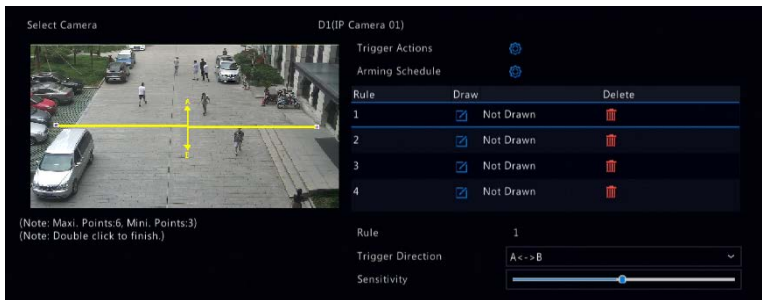 Select Camera D1(IP Camera 01)
Trigger Actions
Arming Schedule
Rule Draw Delete
1 Not Drawn
2 Not Drawn
3 Not Drawn
4 Not Drawn
A
(Note: Maxi. Points:6, Mini. Points:3)
(Note: Double click to finish.)
Rule 1
Trigger Direction A<->B
Sensitivity